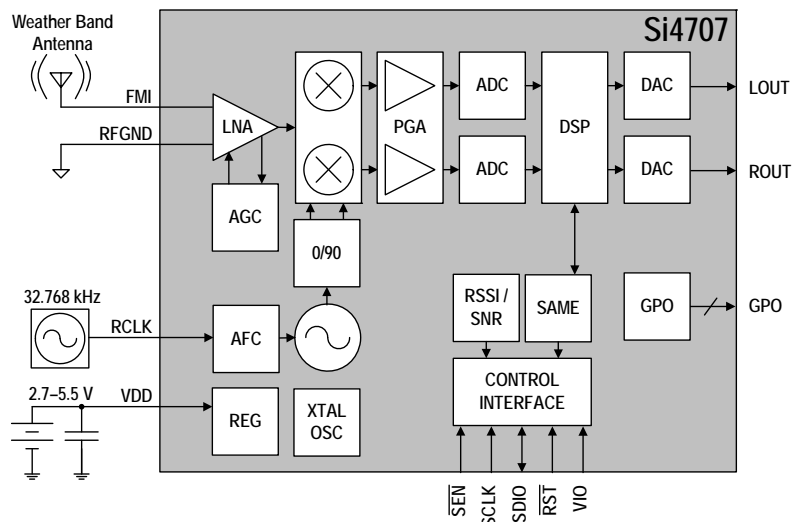 Si4707
Weather Band
Antenna
FMI
RFGND
LNA
AGC
0/90
PGA
ADC
ADC
DSP
DAC
DAC
LOUT
ROUT
32.768 kHz
RCLK
AFC
RSSI /
SNR
SAME
GPO
GPO
2.7–5.5 V
VDD
REG
XTAL
OSC
CONTROL
INTERFACE
SEN
SCLK
SDIO
RST
VIO